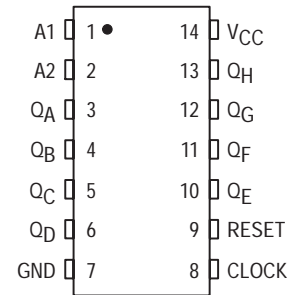 A1 1 14 VCC
A2 2 13 QH
QA 3 12 QG
QB 4 11 QF
QC 5 10 QE
QD 6 9 RESET
GND 7 8 CLOCK